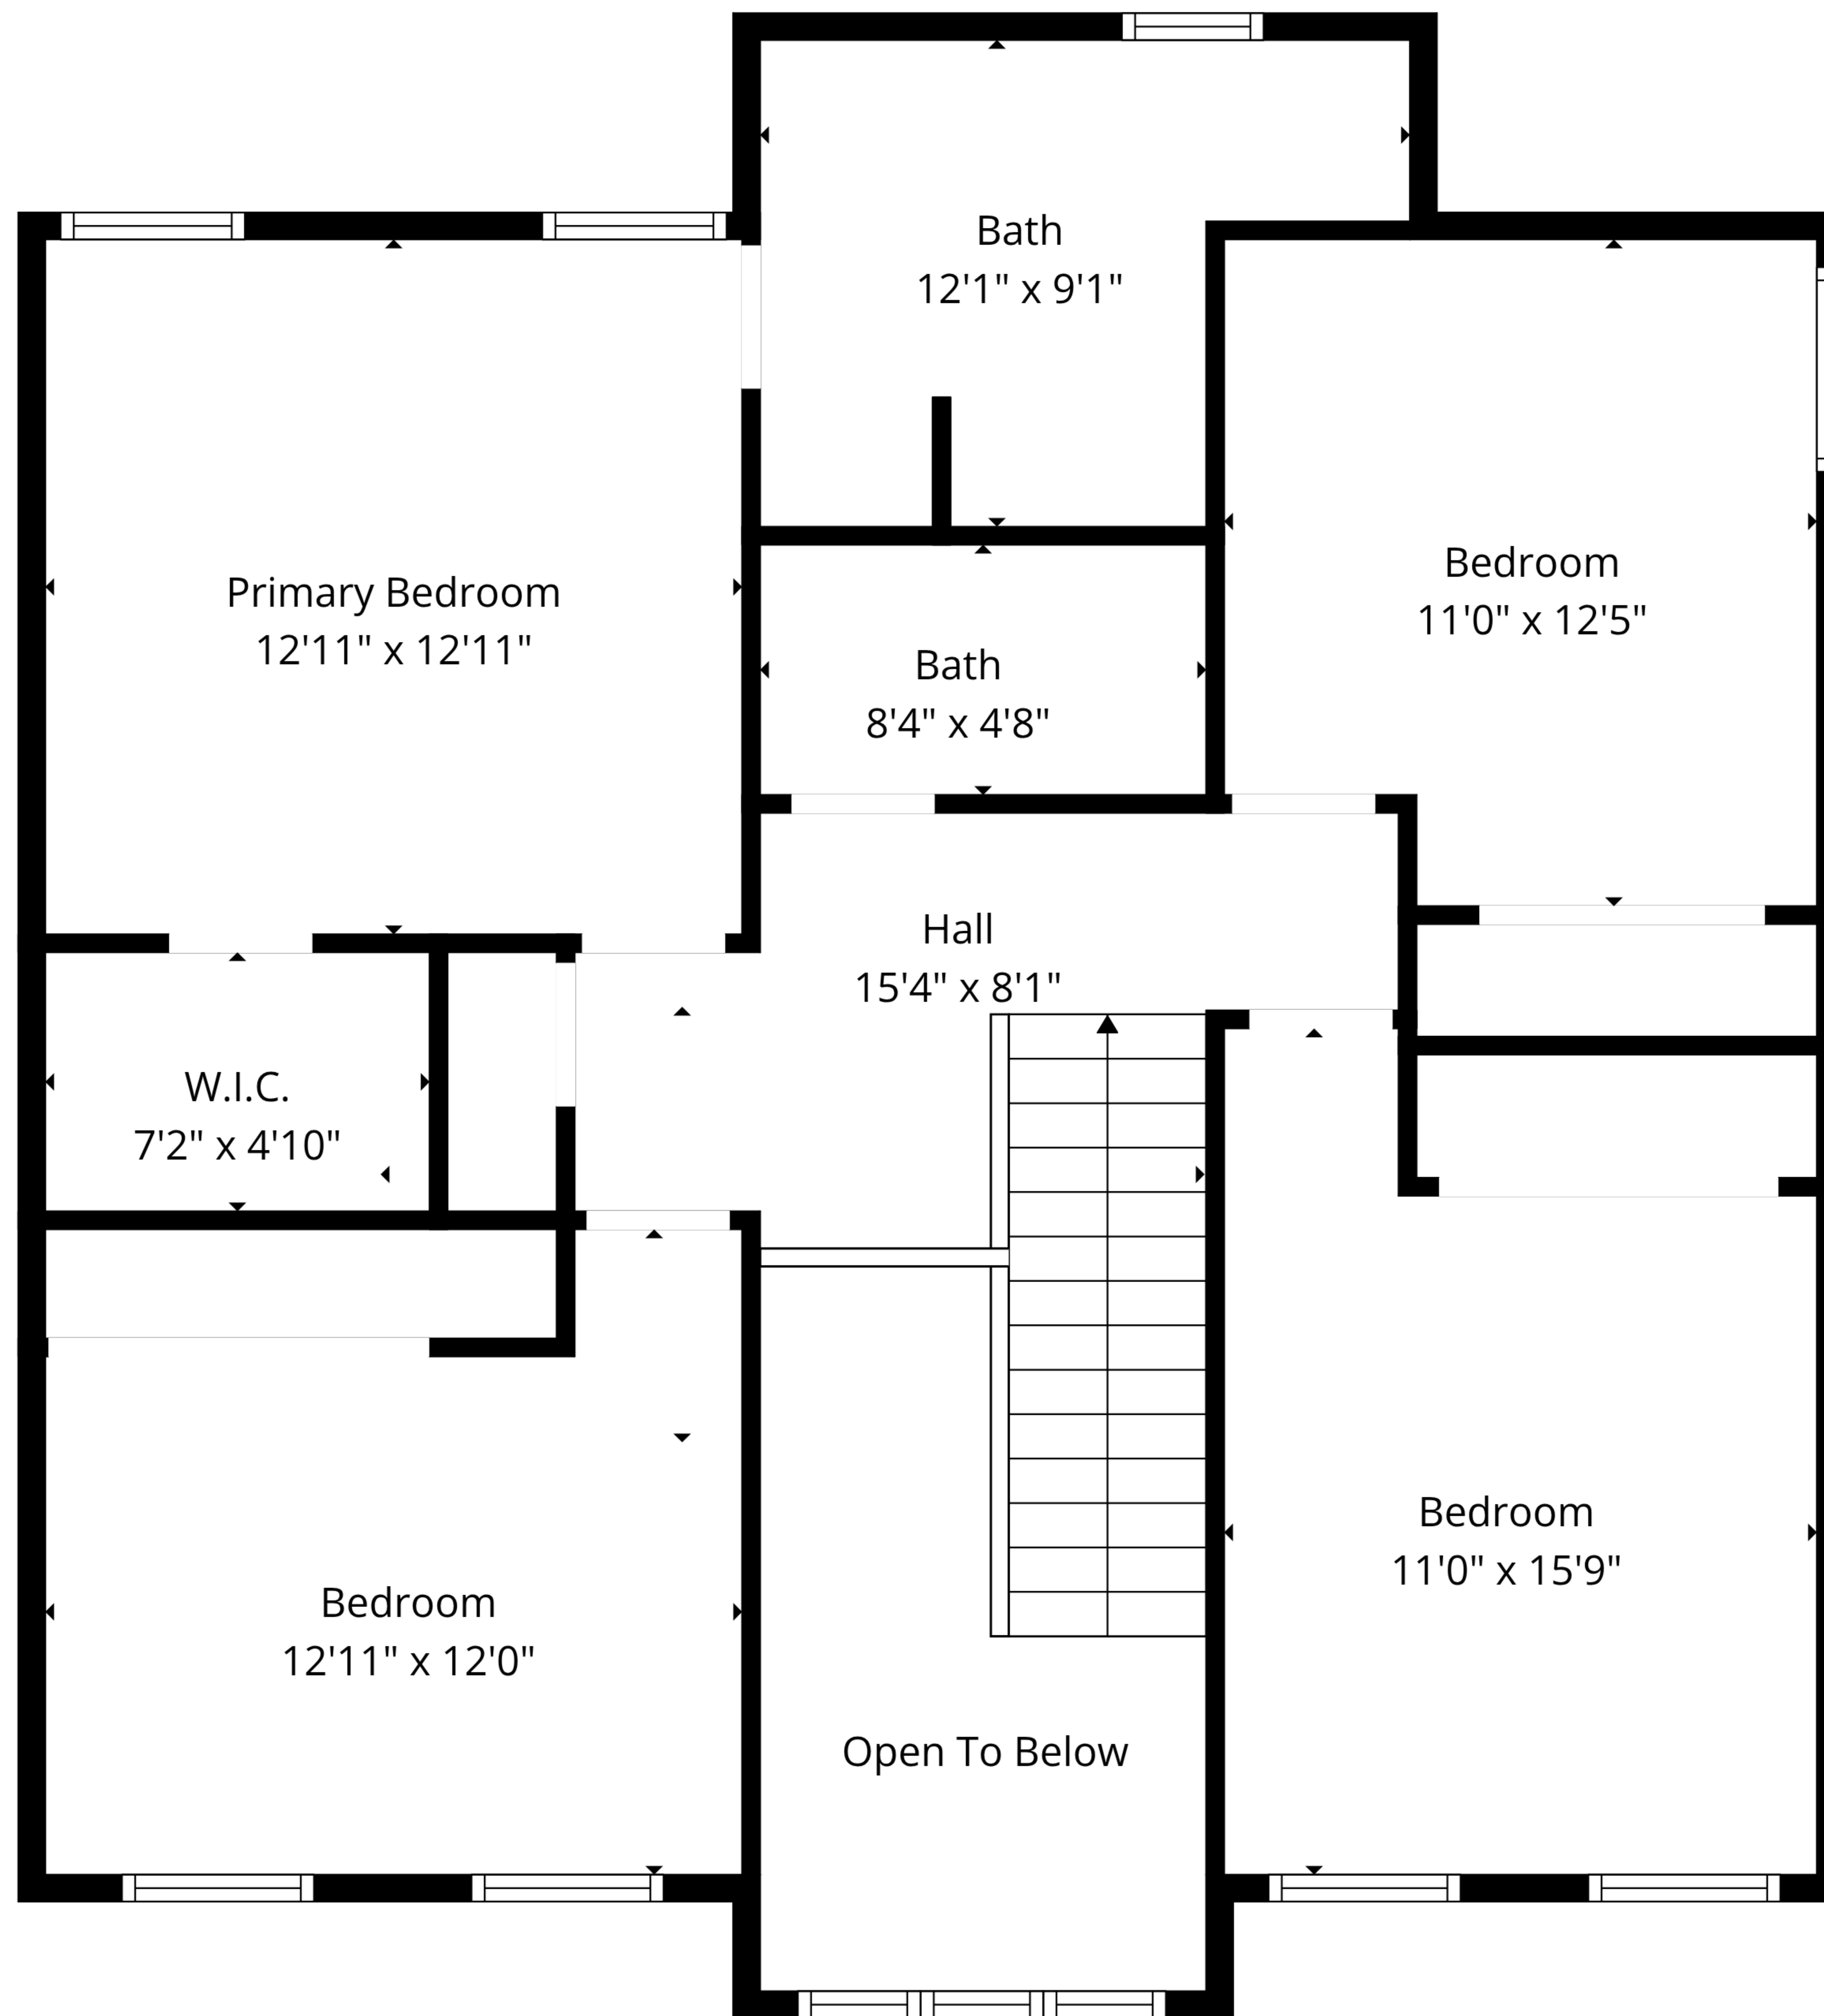 Bath
12'1" x 9'1"
Bedroom
11'0" x 12'5"
Primary Bedroom
12'11" x 12'11"
Bath
8'4" x 4'8"
Hall
15'4" x 8'1"
W.I.C.
7'2" x 4'10"
Bedroom
11'0" x 15'9"
Bedroom
12'11" x 12'0"
Open To Below